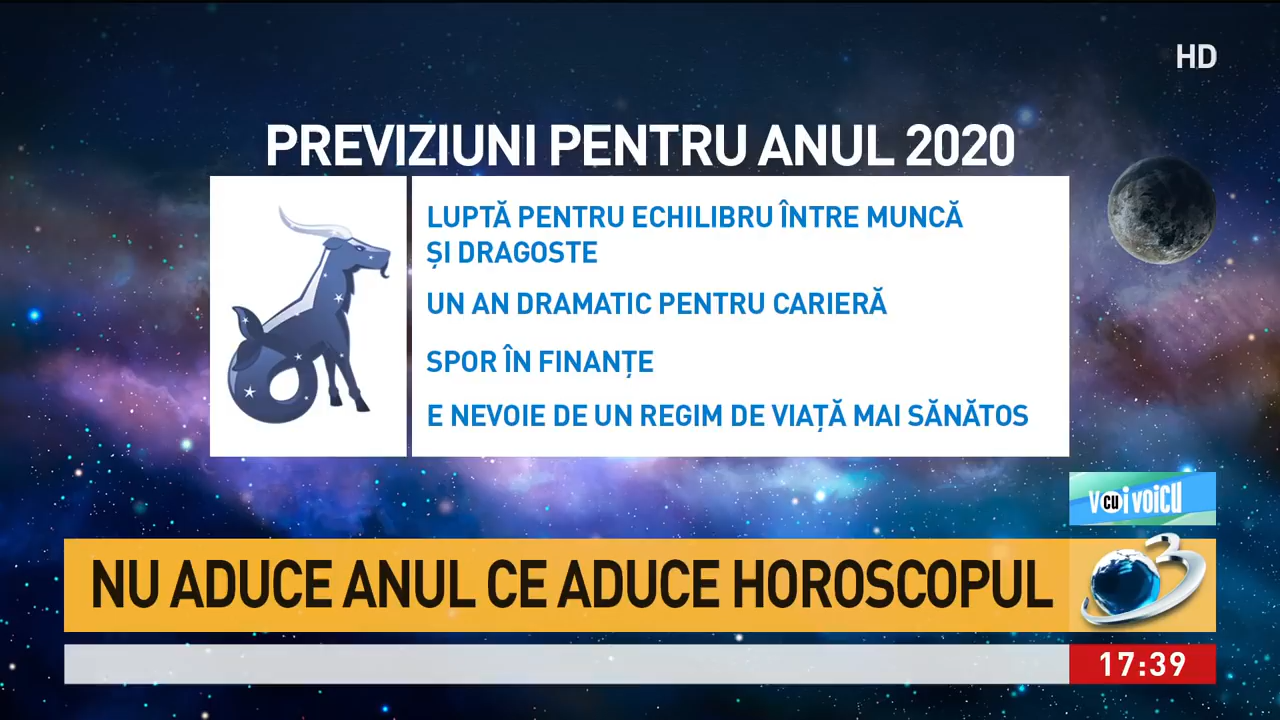 HD
PREVIZIUNI PENTRU ANUL 2020
LUPTĂ PENTRU ECHILIBRU ÎNTRE MUNCĂ
ȘI DRAGOSTE
UN AN DRAMATIC PENTRU CARIERĂ
SPOR ÎN FINANȚE
E NEVOIE DE UN REGIM DE VIAȚĂ MAI SĂNĂTOS
V cu i voicu
NU ADUCE ANUL CE ADUCE HOROSCOPUL
3
17:39